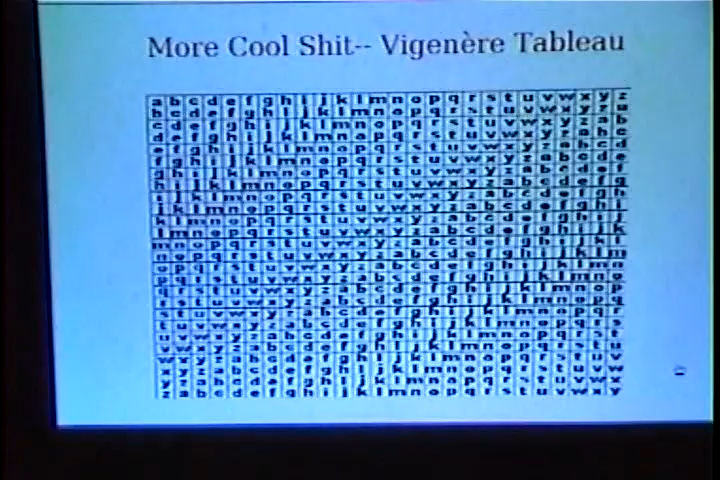 More Cool Shit-- Vigenère Tableau
a b c d e f g h i j k l m n o p q r s t u v w x y z
b c d e f g h i j k l m n o p q r s t u v w x y z a
c d e f g h i j k l m n o p q r s t u v w x y z a b
d e f g h i j k l m n o p q r s t u v w x y z a b c
e f g h i j k l m n o p q r s t u v w x y z a b c d
f g h i j k l m n o p q r s t u v w x y z a b c d e
g h i j k l m n o p q r s t u v w x y z a b c d e f
h i j k l m n o p q r s t u v w x y z a b c d e f g
i j k l m n o p q r s t u v w x y z a b c d e f g h
j k l m n o p q r s t u v w x y z a b c d e f g h i
k l m n o p q r s t u v w x y z a b c d e f g h i j
l m n o p q r s t u v w x y z a b c d e f g h i j k
m n o p q r s t u v w x y z a b c d e f g h i j k l
n o p q r s t u v w x y z a b c d e f g h i j k l m
o p q r s t u v w x y z a b c d e f g h i j k l m n
p q r s t u v w x y z a b c d e f g h i j k l m n o
q r s t u v w x y z a b c d e f g h i j k l m n o p
r s t u v w x y z a b c d e f g h i j k l m n o p q
s t u v w x y z a b c d e f g h i j k l m n o p q r
t u v w x y z a b c d e f g h i j k l m n o p q r s
u v w x y z a b c d e f g h i j k l m n o p q r s t
v w x y z a b c d e f g h i j k l m n o p q r s t u
w x y z a b c d e f g h i j k l m n o p q r s t u v
x y z a b c d e f g h i j k l m n o p q r s t u v w
y z a b c d e f g h i j k l m n o p q r s t u v w x
z a b c d e f g h i j k l m n o p q r s t u v w x y